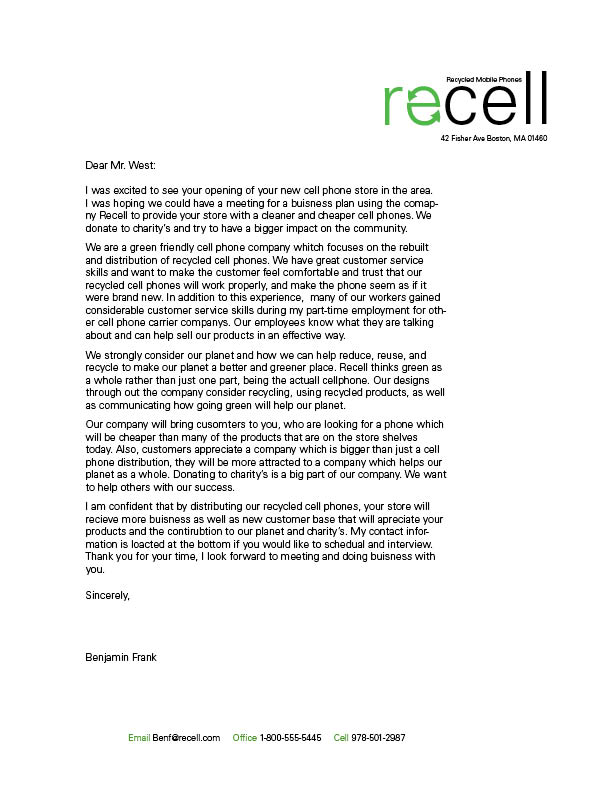 Recycled Mobile Phones
recell
42 Fisher Ave Boston, MA 01460
Dear Mr. West:
I was excited to see your opening of your new cell phone store in the area.
I was hoping we could have a meeting for a buisness plan using the comap-
ny Recell to provide your store with a cleaner and cheaper cell phones. We
donate to charity's and try to have a bigger impact on the community.
We are a green friendly cell phone company whitch focuses on the rebuilt
and distribution of recycled cell phones. We have great customer service
skills and want to make the customer feel comfortable and trust that our
recycled cell phones will work properly, and make the phone seem as if it
were brand new. In addition to this experience,  many of our workers gained
considerable customer service skills during my part-time employment for oth-
er cell phone carrier companys. Our employees know what they are talking
about and can help sell our products in an effective way.
We strongly consider our planet and how we can help reduce, reuse, and
recycle to make our planet a better and greener place. Recell thinks green as
a whole rather than just one part, being the actuall cellphone. Our designs
through out the company consider recycling, using recycled products, as well
as communicating how going green will help our planet.
Our company will bring cusomters to you, who are looking for a phone which
will be cheaper than many of the products that are on the store shelves
today. Also, customers appreciate a company which is bigger than just a cell
phone distribution, they will be more attracted to a company which helps our
planet as a whole. Donating to charity's is a big part of our company. We want
to help others with our success.
I am confident that by distributing our recycled cell phones, your store will
recieve more buisness as well as new customer base that will apreciate your
products and the contirubtion to our planet and charity's. My contact infor-
mation is loacted at the bottom if you would like to schedual and interview.
Thank you for your time, I look forward to meeting and doing buisness with
you.
Sincerely,
Benjamin Frank
Email Benf@recell.com Office 1-800-555-5445 Cell 978-501-2987